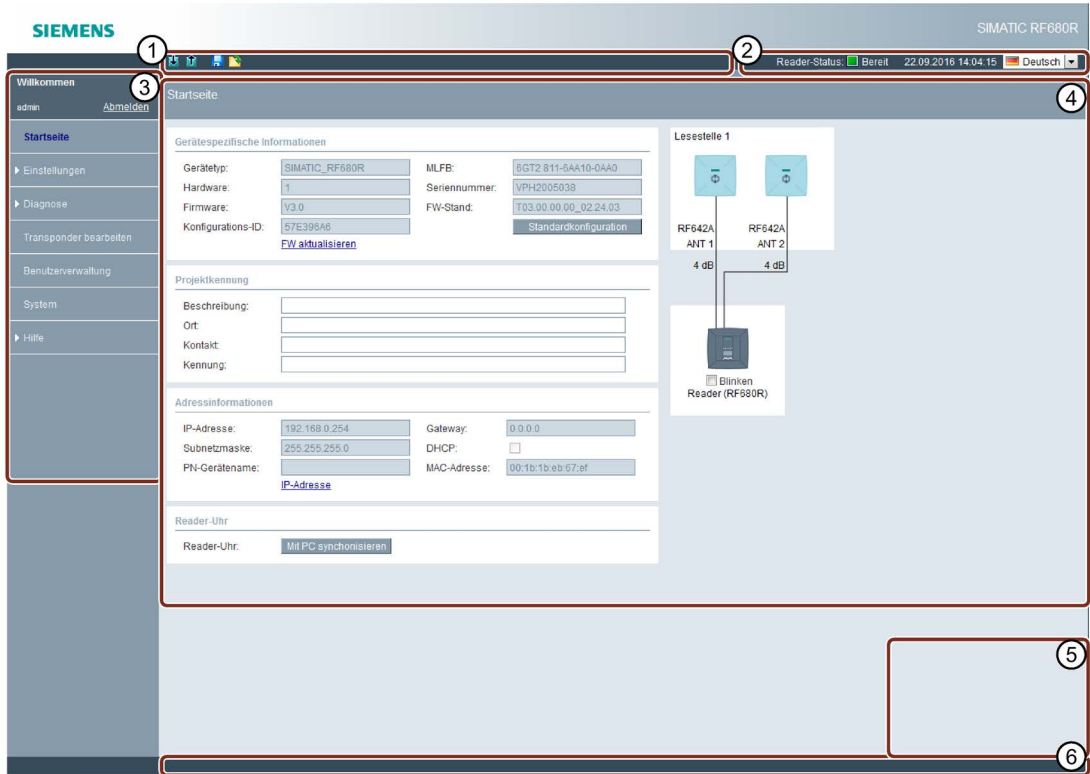 SIEMENS
SIMATIC RF680R
1
2
Reader-Status: Bereit 22.09.2016 14:04:15 Deutsch
3
Willkommen
admin Abmelden
Startseite
Einstellungen
Diagnose
Transponder bearbeiten
Benutzerverwaltung
System
Hilfe
4
Startseite
Gerätespezifische Informationen
Gerätetyp: SIMATIC_RF680R MLFB: 6GT2 811-6AA10-0AA0
Hardware: 1 Seriennummer: VPH2005038
Firmware: V3.0 FW-Stand: T03.00.00.00_02.24.03
Konfigurations-ID: 57E396A6 Standardkonfiguration
FW aktualisieren
Projektkennung
Beschreibung:
Ort:
Kontakt:
Kennung:
Adressinformationen
IP-Adresse: 192.168.0.254 Gateway: 0.0.0.0
Subnetzmaske: 255.255.255.0 DHCP:
PN-Gerätename: MAC-Adresse: 00:1b:1b:eb:67:ef
IP-Adresse
Reader-Uhr
Reader-Uhr: Mit PC synchonisieren
Lesestelle 1
RF642A RF642A
ANT 1 ANT 2
4 dB 4 dB
Blinken
Reader (RF680R)
5
6